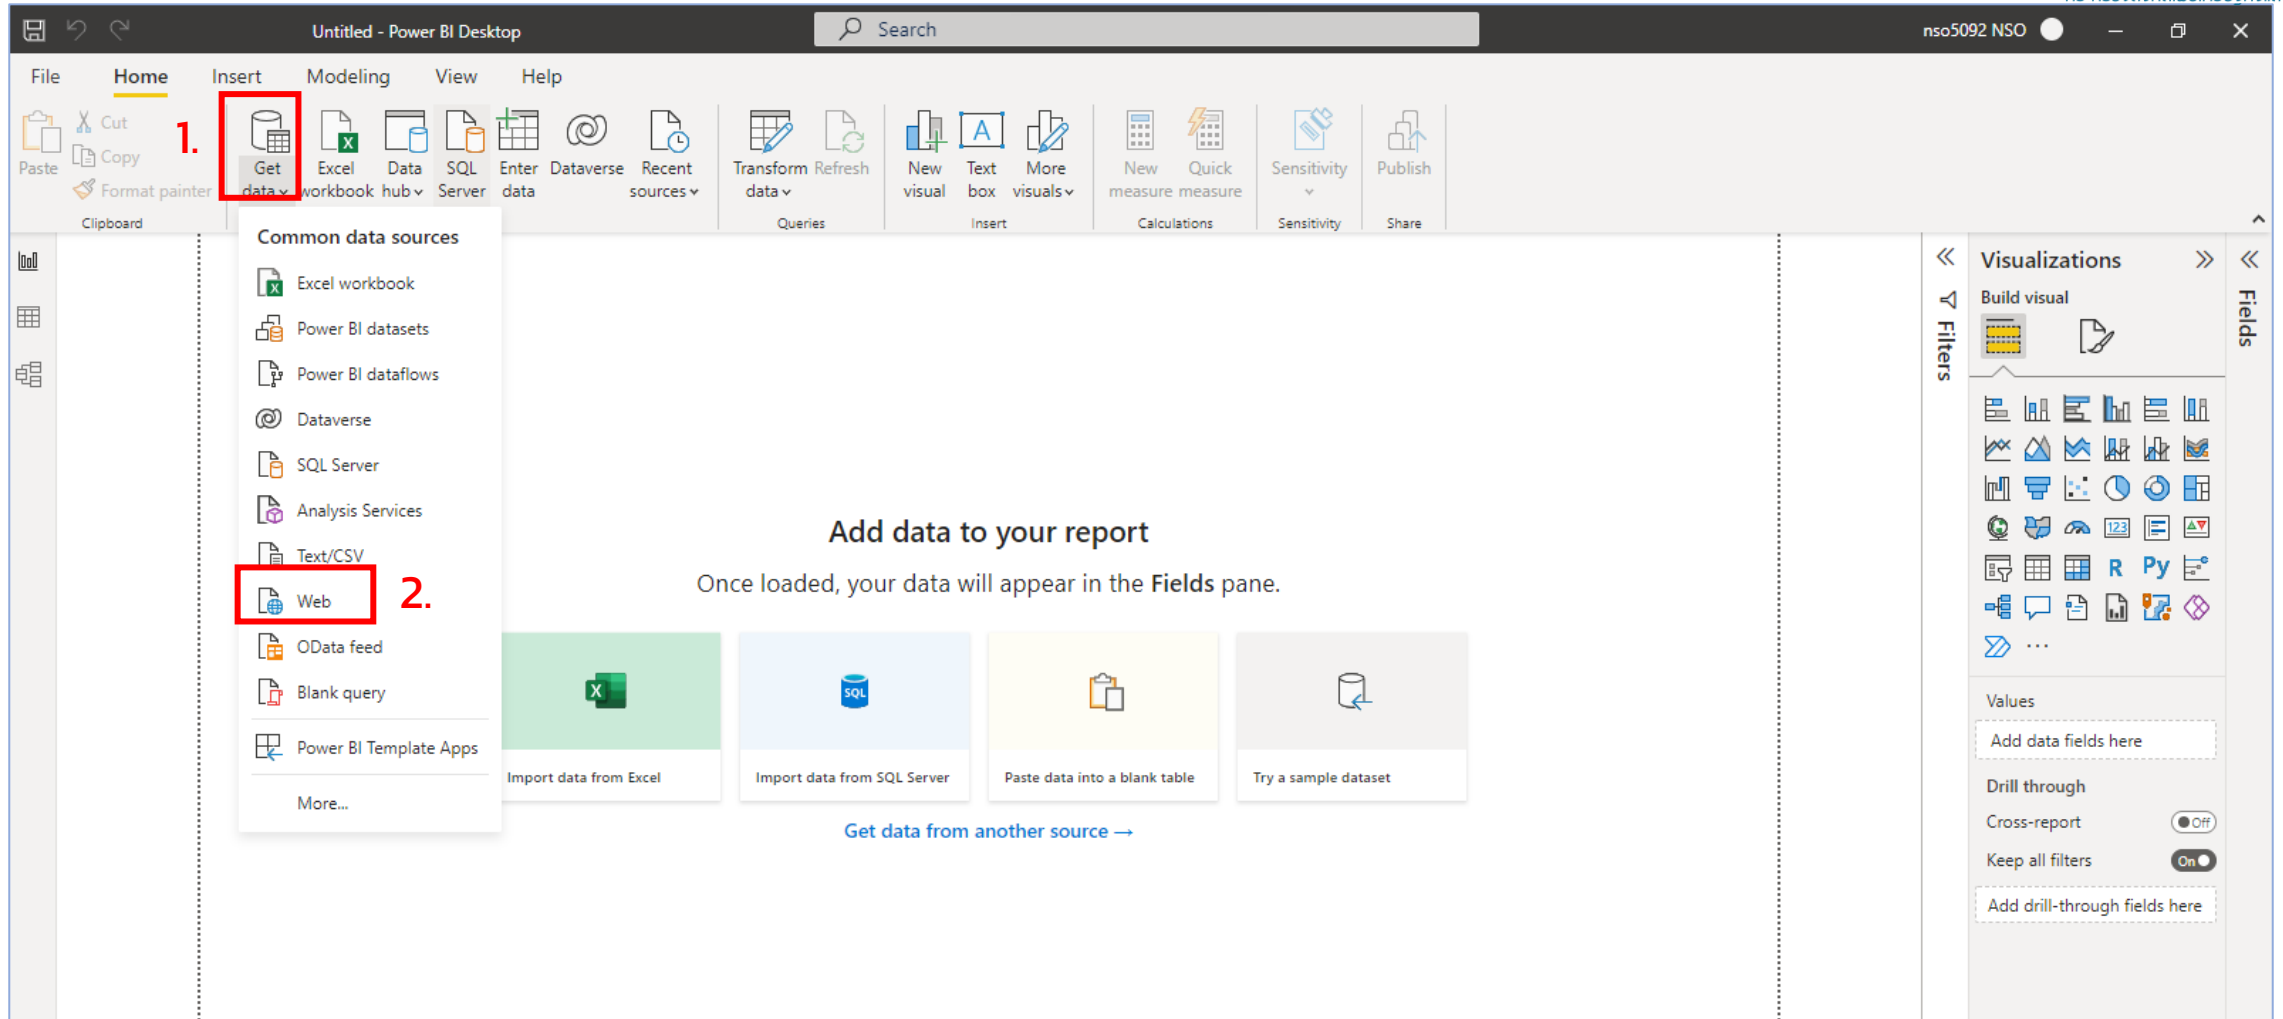 Untitled - Power BI Desktop
Search
nso5092 NSO
File Home Insert Modeling View Help
Paste
Cut
Copy
Format painter
Clipboard
1.
Get data
Excel workbook
Data hub
SQL Server
Enter data
Dataverse
Recent sources
Transform data
Refresh
Queries
New visual
Text box
More visuals
Insert
New measure
Quick measure
Calculations
Sensitivity
Sensitivity
Publish
Share
Common data sources
Excel workbook
Power BI datasets
Power BI dataflows
Dataverse
SQL Server
Analysis Services
Text/CSV
Web
2.
OData feed
Blank query
Power BI Template Apps
More...
Add data to your report
Once loaded, your data will appear in the Fields pane.
SQL
Import data from Excel
Import data from SQL Server
Paste data into a blank table
Try a sample dataset
Get data from another source →
Filters
Visualizations
Build visual
123
R Py
Values
Add data fields here
Drill through
Cross-report
Off
Keep all filters
On
Add drill-through fields here
Fields